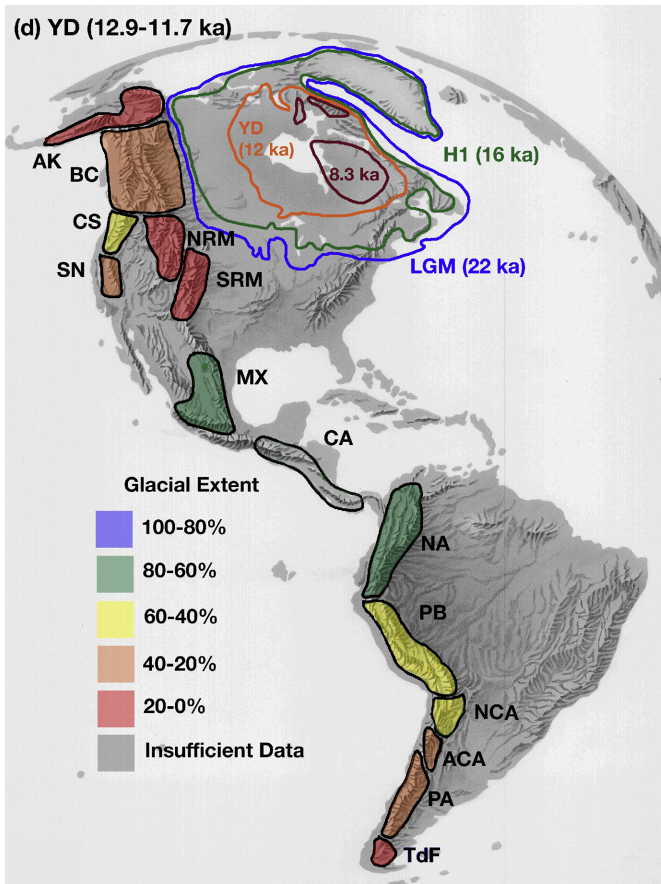 (d) YD (12.9-11.7 ka)
YD
(12 ka)
H1 (16 ka)
8.3 ka
AK
BC
CS
NRM
LGM (22 ka)
SN
SRM
MX
CA
Glacial Extent
100-80%
80-60%
60-40%
40-20%
20-0%
Insufficient Data
NA
PB
NCA
ACA
PA
TdF